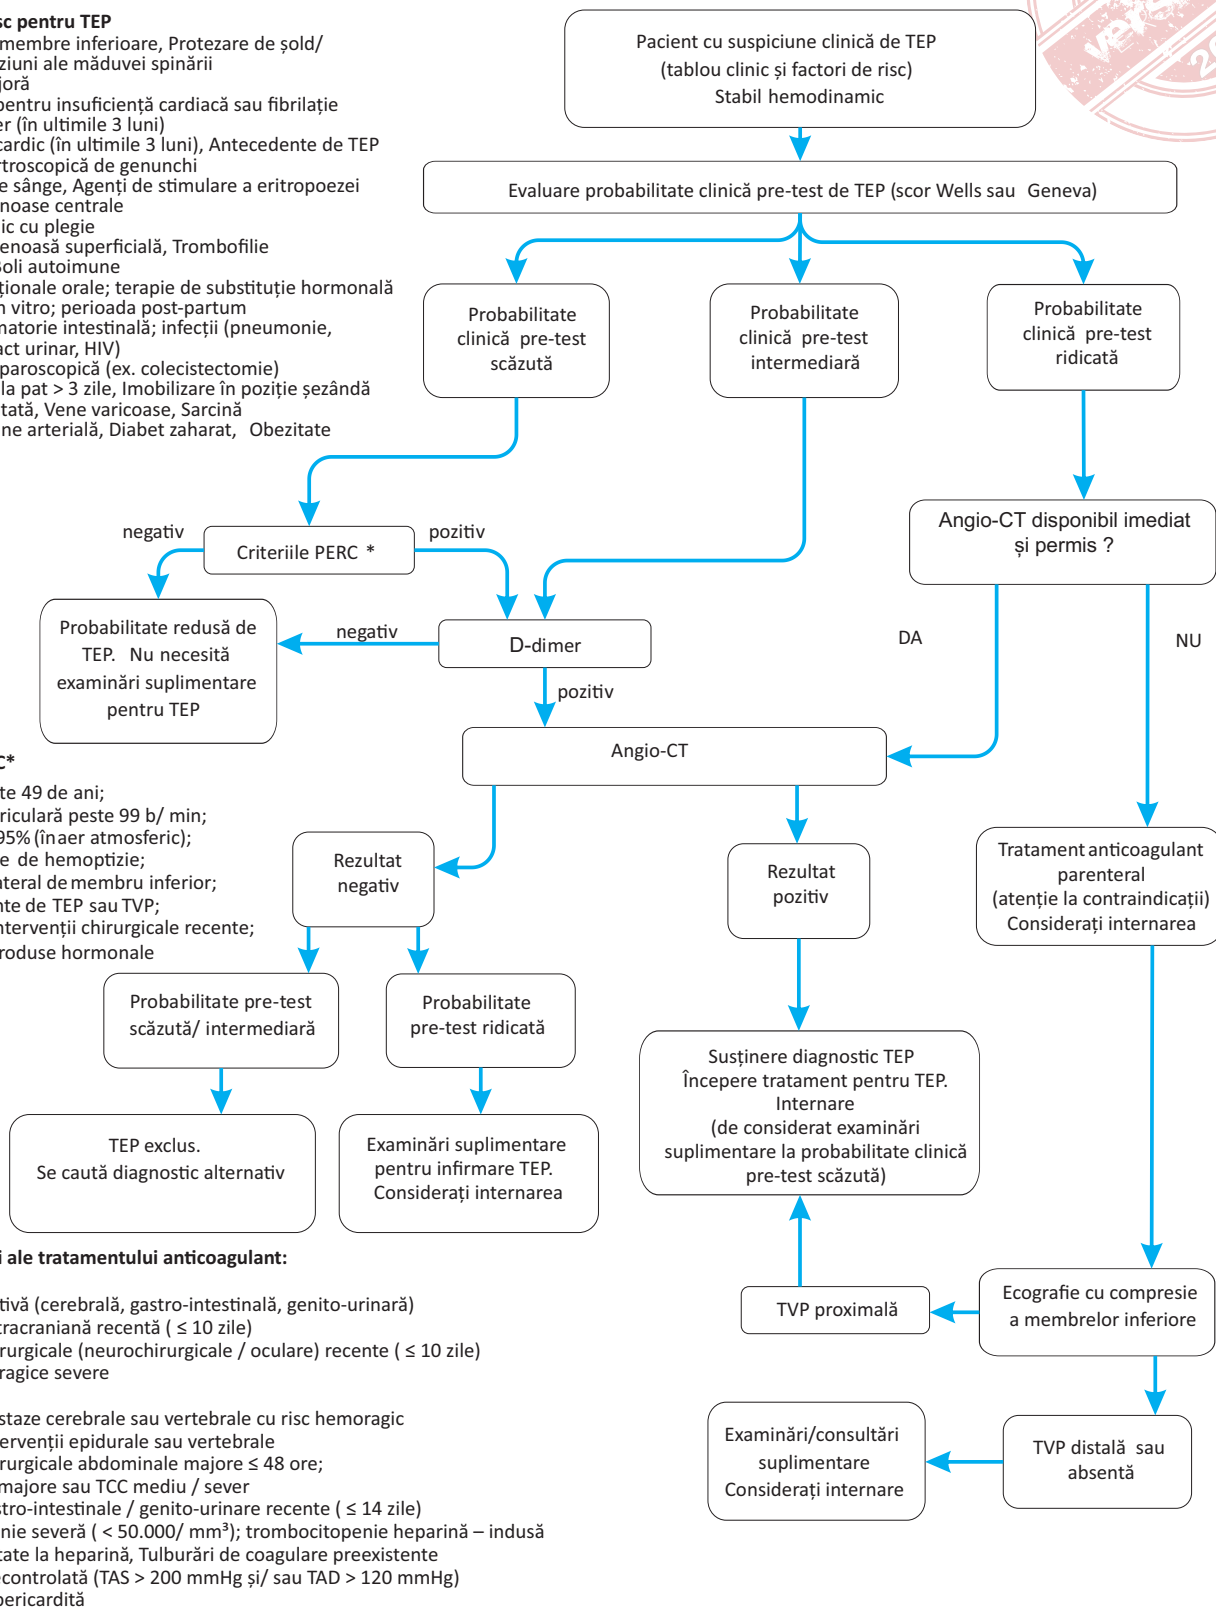 sc pentru TEP
membre inferioare, Protezare de șold/
ziuni ale măduvei spinării
joră
pentru insuficiență cardiacă sau fibrilație
er (în ultimile 3 luni)
cardic (în ultimile 3 luni), Antecedente de TEP
rtroscopică de genunchi
e sânge, Agenți de stimulare a eritropoezei
noase centrale
ic cu plegie
enoasă superficială, Trombofilie
Boli autoimune
ționale orale; terapie de substituție hormonală
n vitro; perioada post-partum
matorie intestinală; infecții (pneumonie,
act urinar, HIV)
paroscopică (ex. colecistectomie)
la pat > 3 zile, Imobilizare în poziție șezândă
tată, Vene varicoase, Sarcină
ne arterială, Diabet zaharat, Obezitate
Pacient cu suspiciune clinică de TEP
(tablou clinic și factori de risc)
Stabil hemodinamic
Evaluare probabilitate clinică pre-test de TEP (scor Wells sau Geneva)
Probabilitate
clinică pre-test
scăzută
Probabilitate
clinică pre-test
intermediară
Probabilitate
clinică pre-test
ridicată
negativ
Criteriile PERC *
pozitiv
Angio-CT disponibil imediat
și permis ?
Probabilitate redusă de
TEP. Nu necesită
examinări suplimentare
pentru TEP
negativ
D-dimer
pozitiv
DA
NU
Angio-CT
C*
te 49 de ani;
riculară peste 99 b/ min;
95% (în aer atmosferic);
e de hemoptizie;
ateral de membru inferior;
nte de TEP sau TVP;
ntervenții chirurgicale recente;
roduse hormonale
Rezultat
negativ
Rezultat
pozitiv
Tratament anticoagulant
parenteral
(atenție la contraindicații)
Considerați internarea
Probabilitate pre-test
scăzută/ intermediară
Probabilitate
pre-test ridicată
Susținere diagnostic TEP
Începere tratament pentru TEP.
Internare
(de considerat examinări
suplimentare la probabilitate clinică
pre-test scăzută)
TEP exclus.
Se caută diagnostic alternativ
Examinări suplimentare
pentru infirmare TEP.
Considerați internarea
i ale tratamentului anticoagulant:
tivă (cerebrală, gastro-intestinală, genito-urinară)
tracraniană recentă ( ≤ 10 zile)
rurgicale (neurochirurgicale / oculare) recente ( ≤ 10 zile)
ragice severe
staze cerebrale sau vertebrale cu risc hemoragic
ervenții epidurale sau vertebrale
rurgicale abdominale majore ≤ 48 ore;
majore sau TCC mediu / sever
stro-intestinale / genito-urinare recente ( ≤ 14 zile)
nie severă ( < 50.000/ mm³); trombocitopenie heparină – indusă
tate la heparină, Tulburări de coagulare preexistente
econtrolată (TAS > 200 mmHg și/ sau TAD > 120 mmHg)
pericardită
TVP proximală
Ecografie cu compresie
a membrelor inferioare
Examinări/consultări
suplimentare
Considerați internare
TVP distală sau
absentă